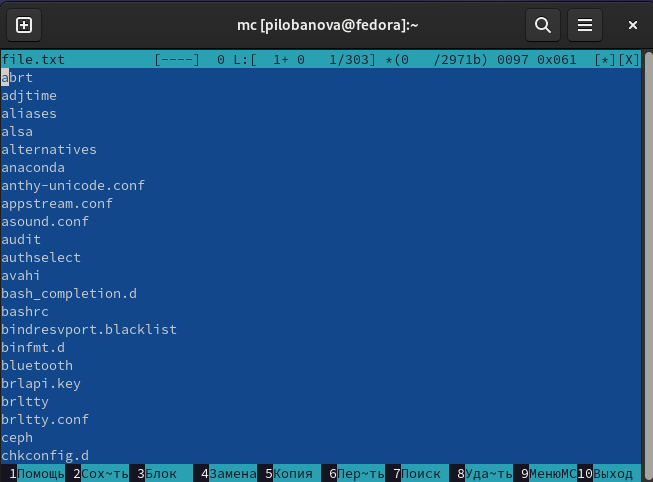 mc [pilobanova@fedora]:~
file.txt [----] 0 L:[ 1+ 0 1/303] *(0 /2971b) 0097 0x061 [*][X]
abrt
adjtime
aliases
alsa
alternatives
anaconda
anthy-unicode.conf
appstream.conf
asound.conf
audit
authselect
avahi
bash_completion.d
bashrc
bindresvport.blacklist
binfmt.d
bluetooth
brlapi.key
brltty
brltty.conf
ceph
chkconfig.d
1Помощь 2Сох~ть 3Блок 4Замена 5Копия 6Пер~ть 7Поиск 8Уда~ть 9МенюMC 10Выход